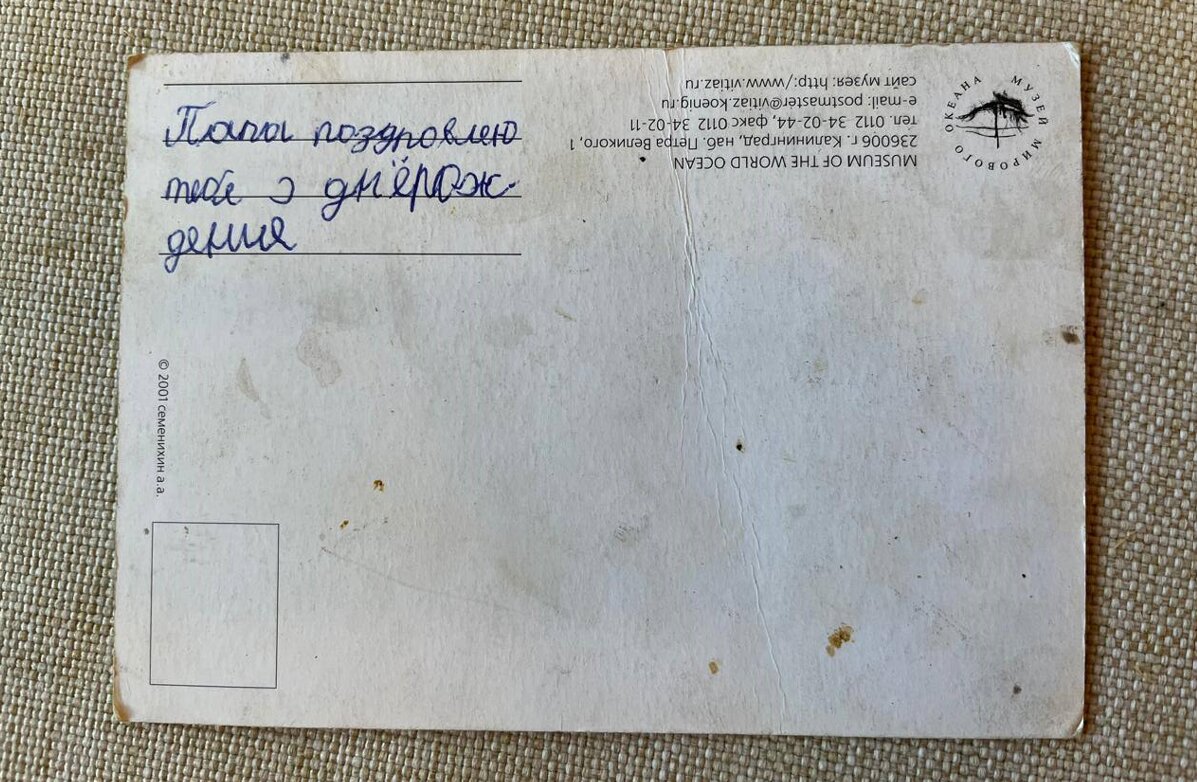 Папа поздровлею
тебе з днёрож-
дения
МУЗЕЙ МИРОВОГО ОКЕАНА
MUSEUM OF THE WORLD OCEAN
236006 г. Калининград, наб. Петра Великого, 1
тел. 0112 34-02-44, факс 0112 34-02-11
e-mail: postmaster@vitiaz.koenig.ru
сайт музея: http:/www.vitiaz.ru
© 2001 семенихин а.а.